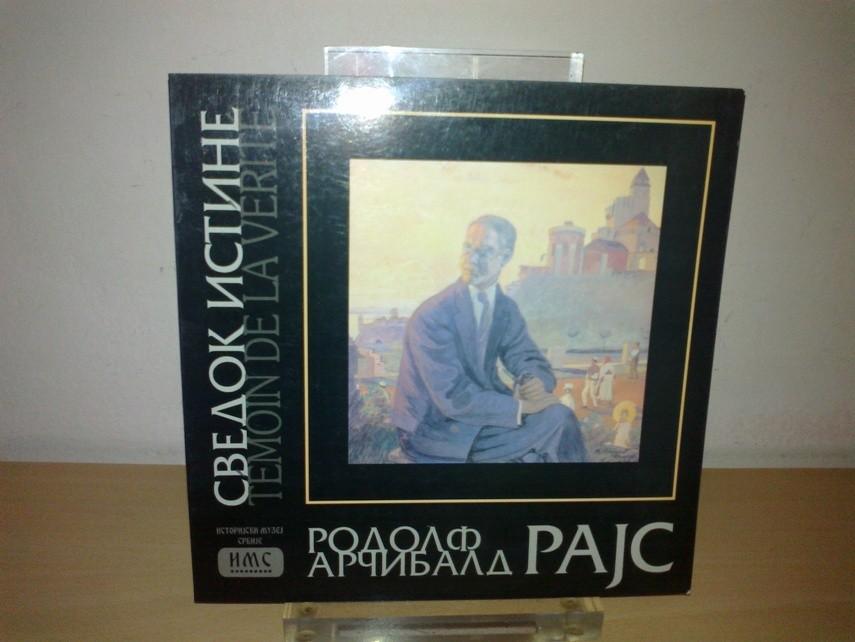 СВЕДОК ИСТИНЕ
TEMOIN DE LA VERITE
ИСТОРИЈСКИ МУЗЕЈ
СРБИЈЕ
ИМС
РОДОЛФ
АРЧИБАЛД
РАЈС